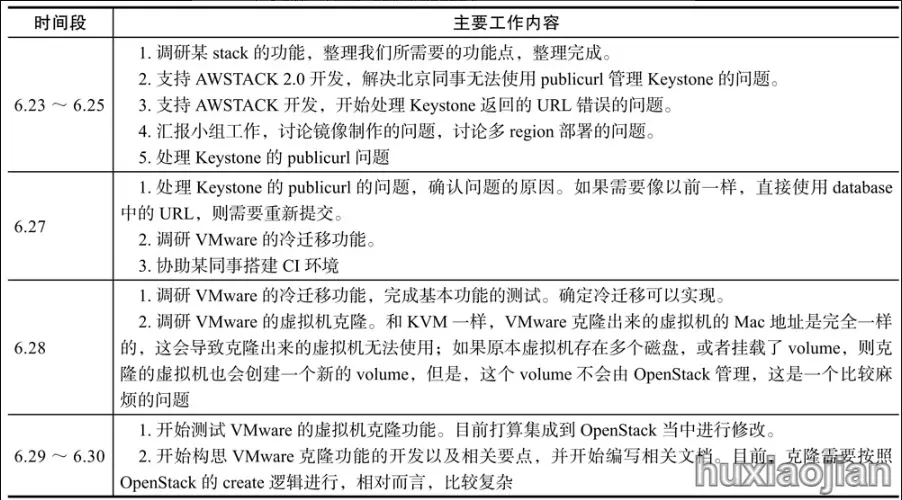 时间段 主要工作内容
1. 调研某 stack 的功能，整理我们所需要的功能点，整理完成。
2. 支持 AWSTACK 2.0 开发，解决北京同事无法使用 publicurl 管理 Keystone 的问题。
6.23 ～ 6.25 3. 支持 AWSTACK 开发，开始处理 Keystone 返回的 URL 错误的问题。
4. 汇报小组工作，讨论镜像制作的问题，讨论多 region 部署的问题。
5. 处理 Keystone 的 publicurl 问题
1. 处理 Keystone 的 publicurl 的问题，确认问题的原因。如果需要像以前一样，直接使用 database
6.27 中的 URL，则需要重新提交。
2. 调研 VMware 的冷迁移功能。
3. 协助某同事搭建 CI 环境
1. 调研 VMware 的冷迁移功能，完成基本功能的测试。确定冷迁移可以实现。
2. 调研 VMware 的虚拟机克隆。和 KVM 一样，VMware 克隆出来的虚拟机的 Mac 地址是完全一样
6.28 的，这会导致克隆出来的虚拟机无法使用；如果原本虚拟机存在多个磁盘，或者挂载了 volume，则克
隆的虚拟机也会创建一个新的 volume，但是，这个 volume 不会由 OpenStack 管理，这是一个比较麻
烦的问题
1. 开始测试 VMware 的虚拟机克隆功能。目前打算集成到 OpenStack 当中进行修改。
6.29 ～ 6.30 2. 开始构思 VMware 克隆功能的开发以及相关要点，并开始编写相关文档。目前，克隆需要按照
OpenStack 的 create 逻辑进行，相对而言，比较复杂
huxiaojian